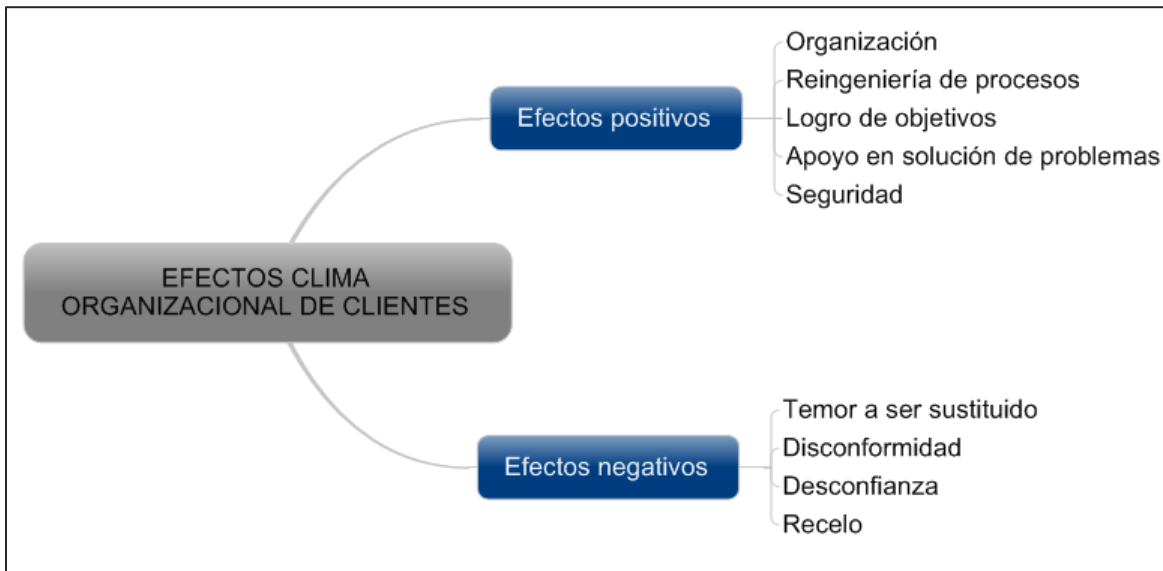 EFECTOS CLIMA
ORGANIZACIONAL DE CLIENTES
Efectos positivos
Organización
Reingeniería de procesos
Logro de objetivos
Apoyo en solución de problemas
Seguridad
Efectos negativos
Temor a ser sustituido
Disconformidad
Desconfianza
Recelo